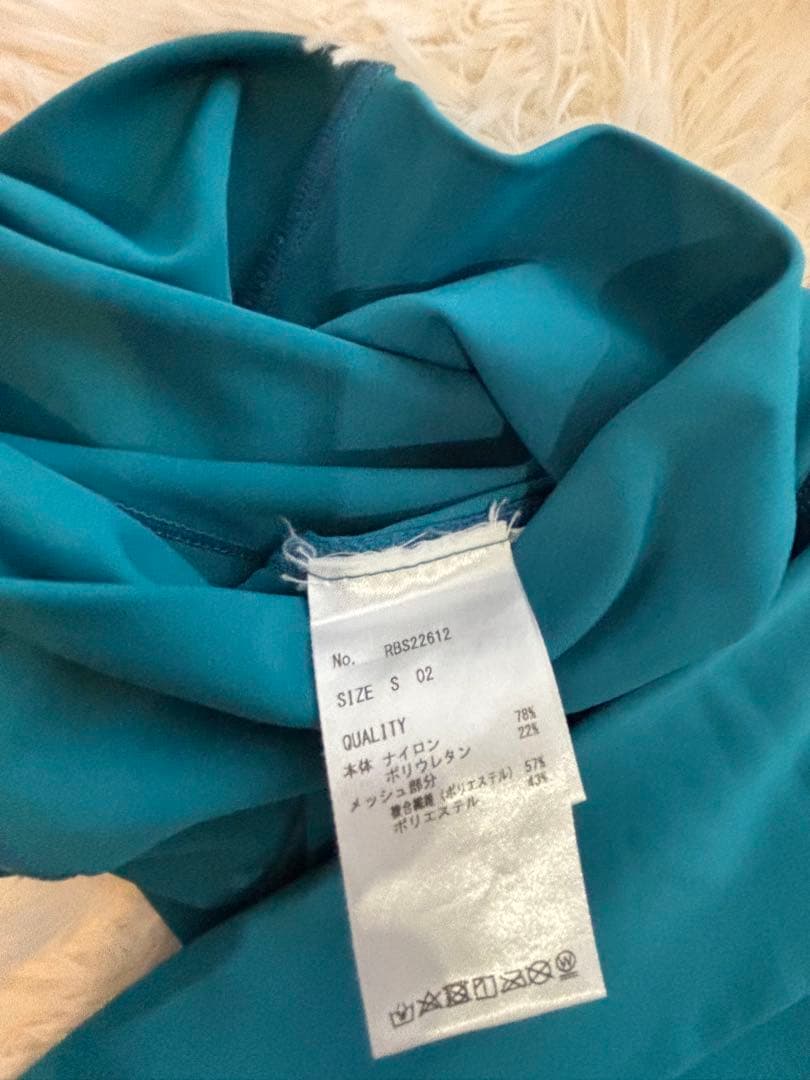 No. RBS22612
SIZE S 02
QUALITY
本体 ナイロン 78%
ポリウレタン 22%
メッシュ部分
複合繊維(ポリエステル) 57%
ポリエステル 43%
W